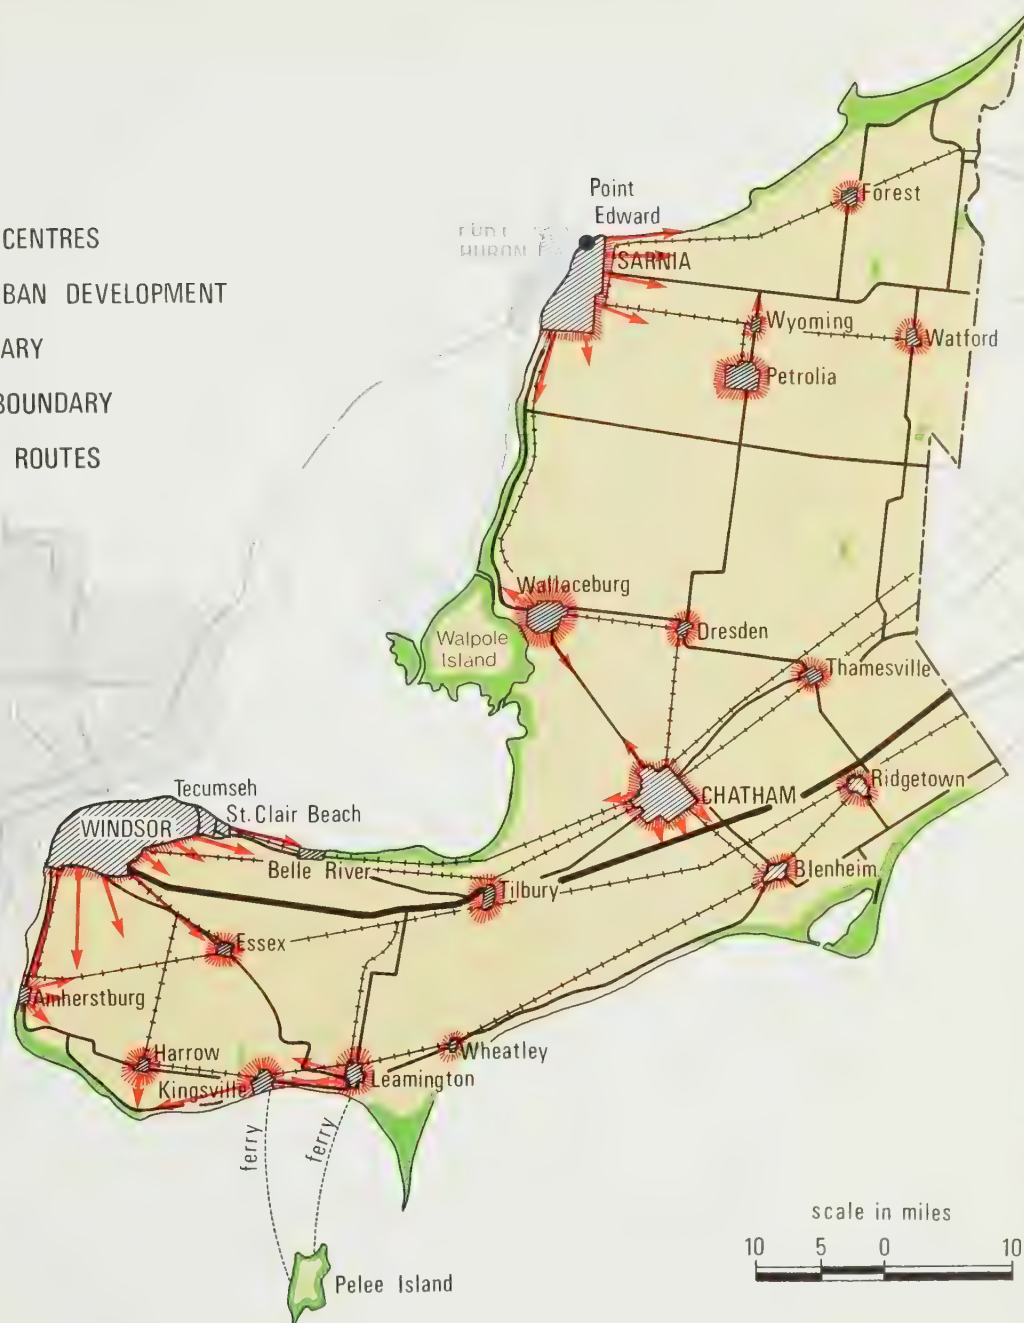 CENTRES
BAN DEVELOPMENT
ARY
BOUNDARY
ROUTES
Point
Edward
SARNIA
Forest
Wyoming
Watford
Petrolia
Wallaceburg
Walpole
Island
Dresden
Thamesville
CHATHAM
Ridgetown
Blenheim
Tecumseh
St. Clair Beach
WINDSOR
Belle River
Tilbury
Essex
Amherstburg
Harrow
Kingsville
Leamington
Wheatley
ferry
ferry
Pelee Island
scale in miles
10 5 0 10